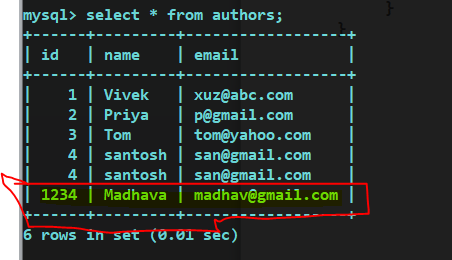 mysql> select * from authors;
+------+---------+------------------+
| id   | name    | email            |
+------+---------+------------------+
|    1 | Vivek   | xuz@abc.com      |
|    2 | Priya   | p@gmail.com      |
|    3 | Tom     | tom@yahoo.com    |
|    4 | santosh | san@gmail.com    |
|    4 | santosh | san@gmail.com    |
| 1234 | Madhava | madhav@gmail.com |
+------+---------+------------------+
6 rows in set (0.01 sec)